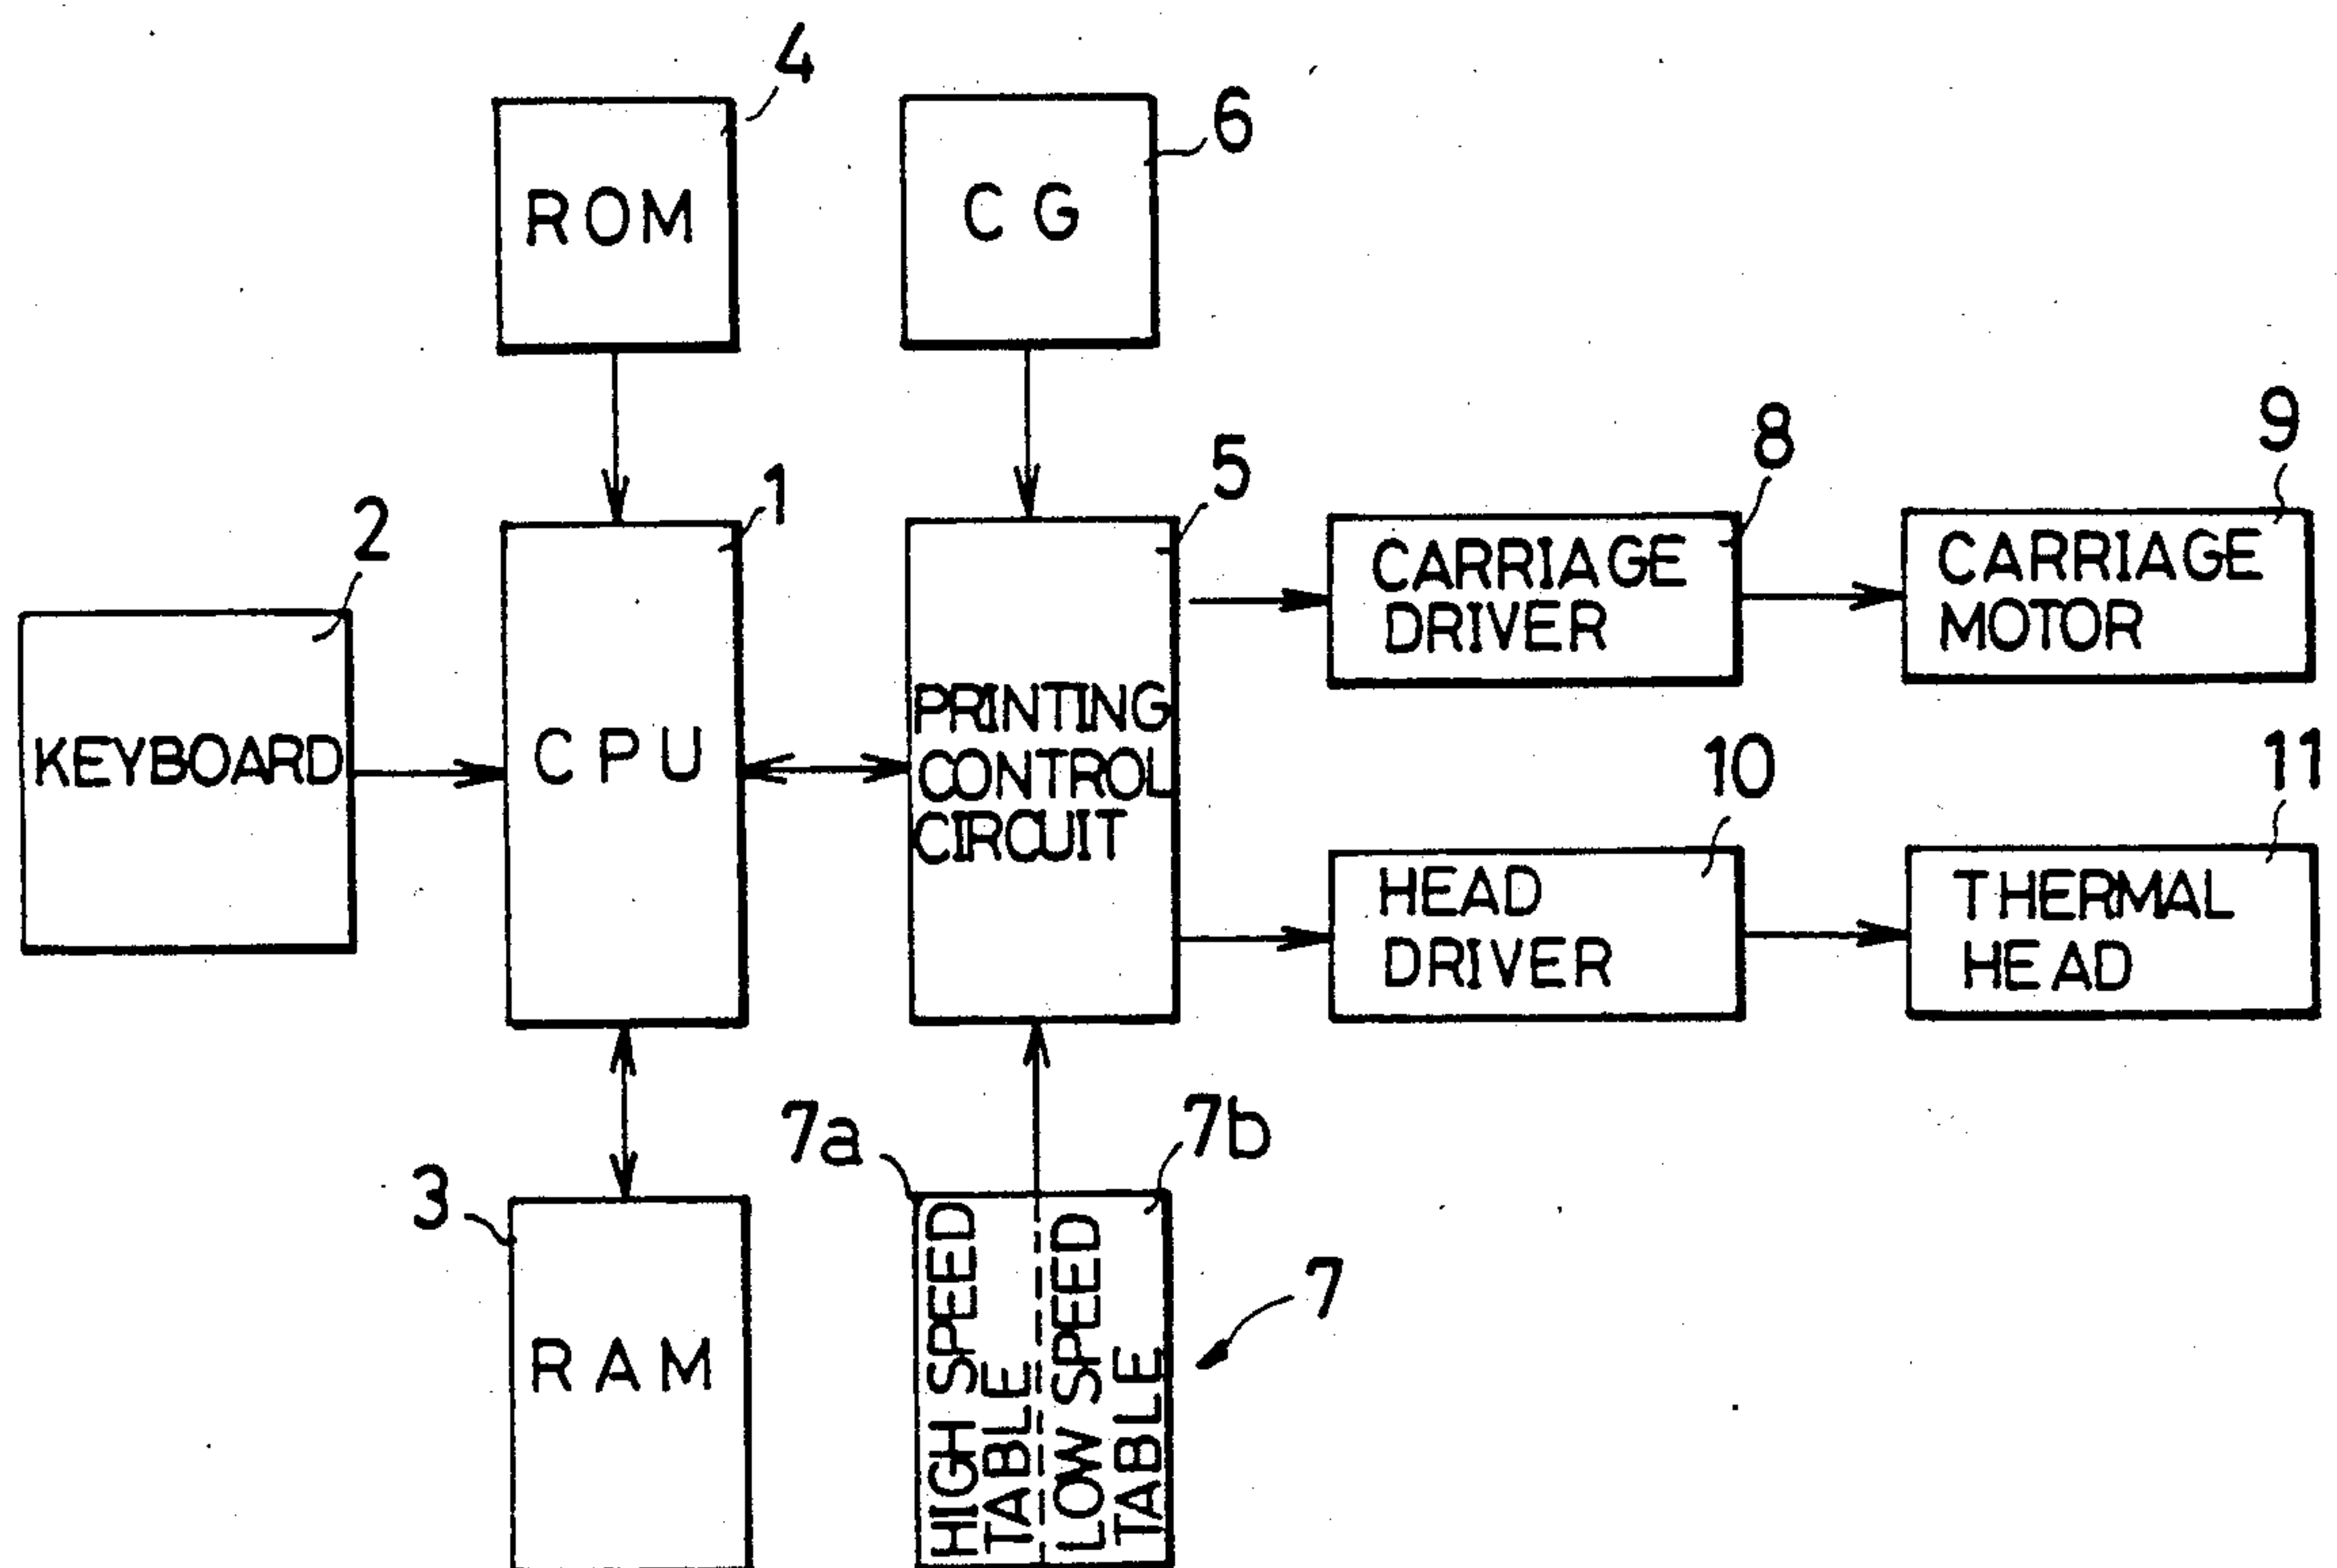 4
ROM
6
CG
1
5
8
9
2
CARRIAGE
DRIVER
CARRIAGE
MOTOR
KEYBOARD
CPU
PRINTING
CONTROL
CIRCUIT
10
11
HEAD
DRIVER
THERMAL
HEAD
3
RAM
7a
7b
HIGH SPEED
TABLE
LOW SPEED
TABLE
7